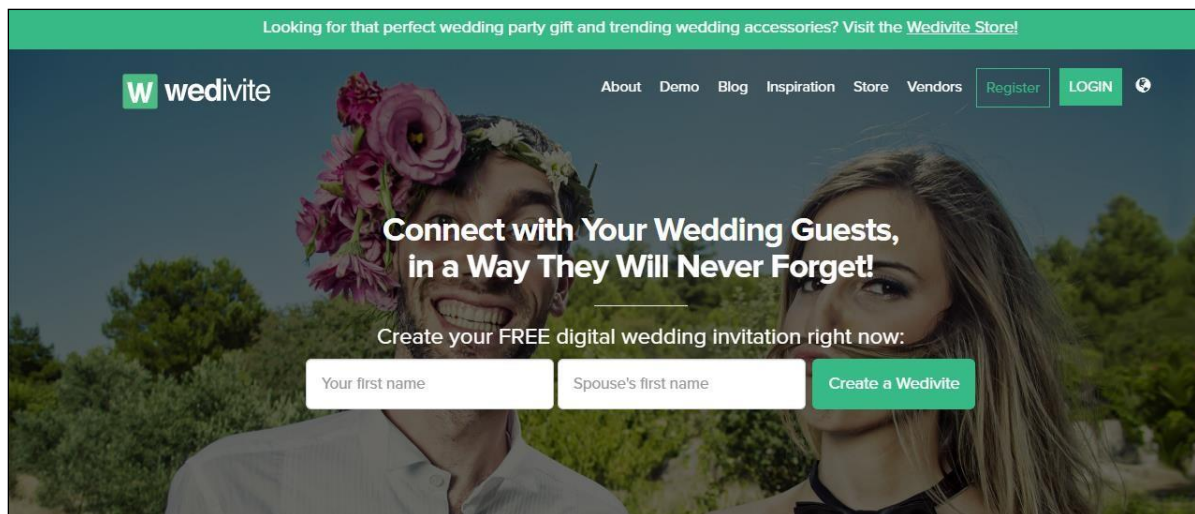 Looking for that perfect wedding party gift and trending wedding accessories? Visit the Wedivite Store!
W wedivite
About Demo Blog Inspiration Store Vendors Register LOGIN
Connect with Your Wedding Guests,
in a Way They Will Never Forget!
Create your FREE digital wedding invitation right now:
Your first name Spouse's first name Create a Wedivite